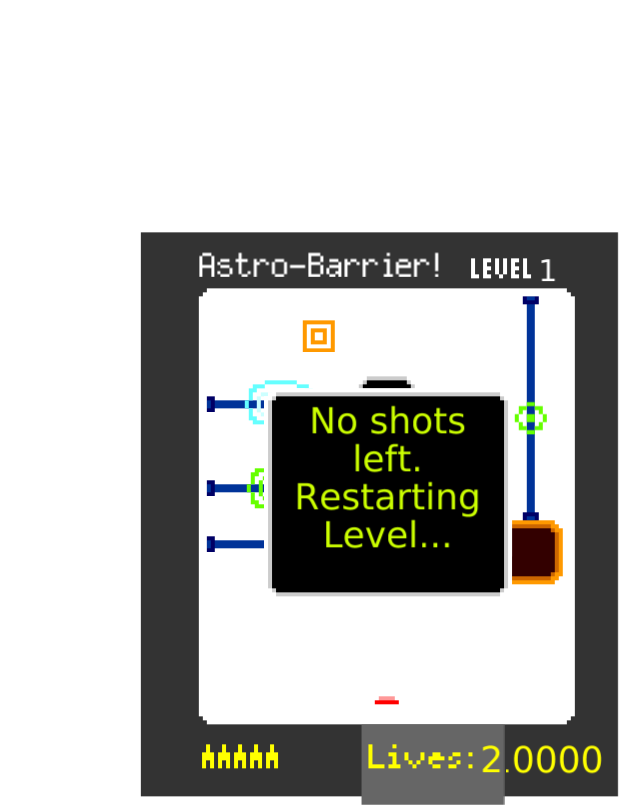 Astro-Barrier! LEVEL 1
No shots
left.
Restarting
Level...
Lives:2.0000